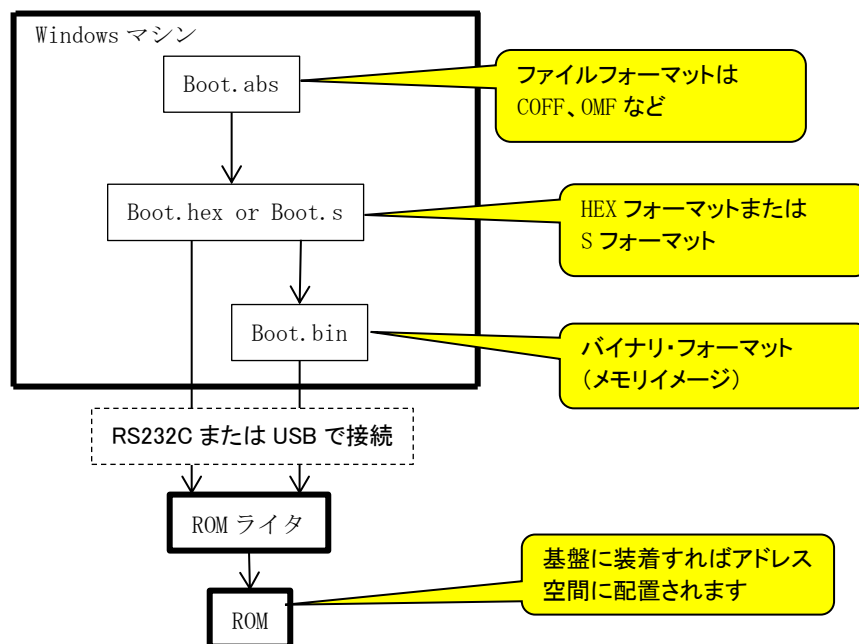 Windows マシン
Boot.abs
ファイルフォーマットは
COFF、OMF など
Boot.hex or Boot.s
HEX フォーマットまたは
S フォーマット
Boot.bin
バイナリ・フォーマット
（メモリイメージ）
RS232C または USB で接続
ROM ライタ
基盤に装着すればアドレス
空間に配置されます
ROM